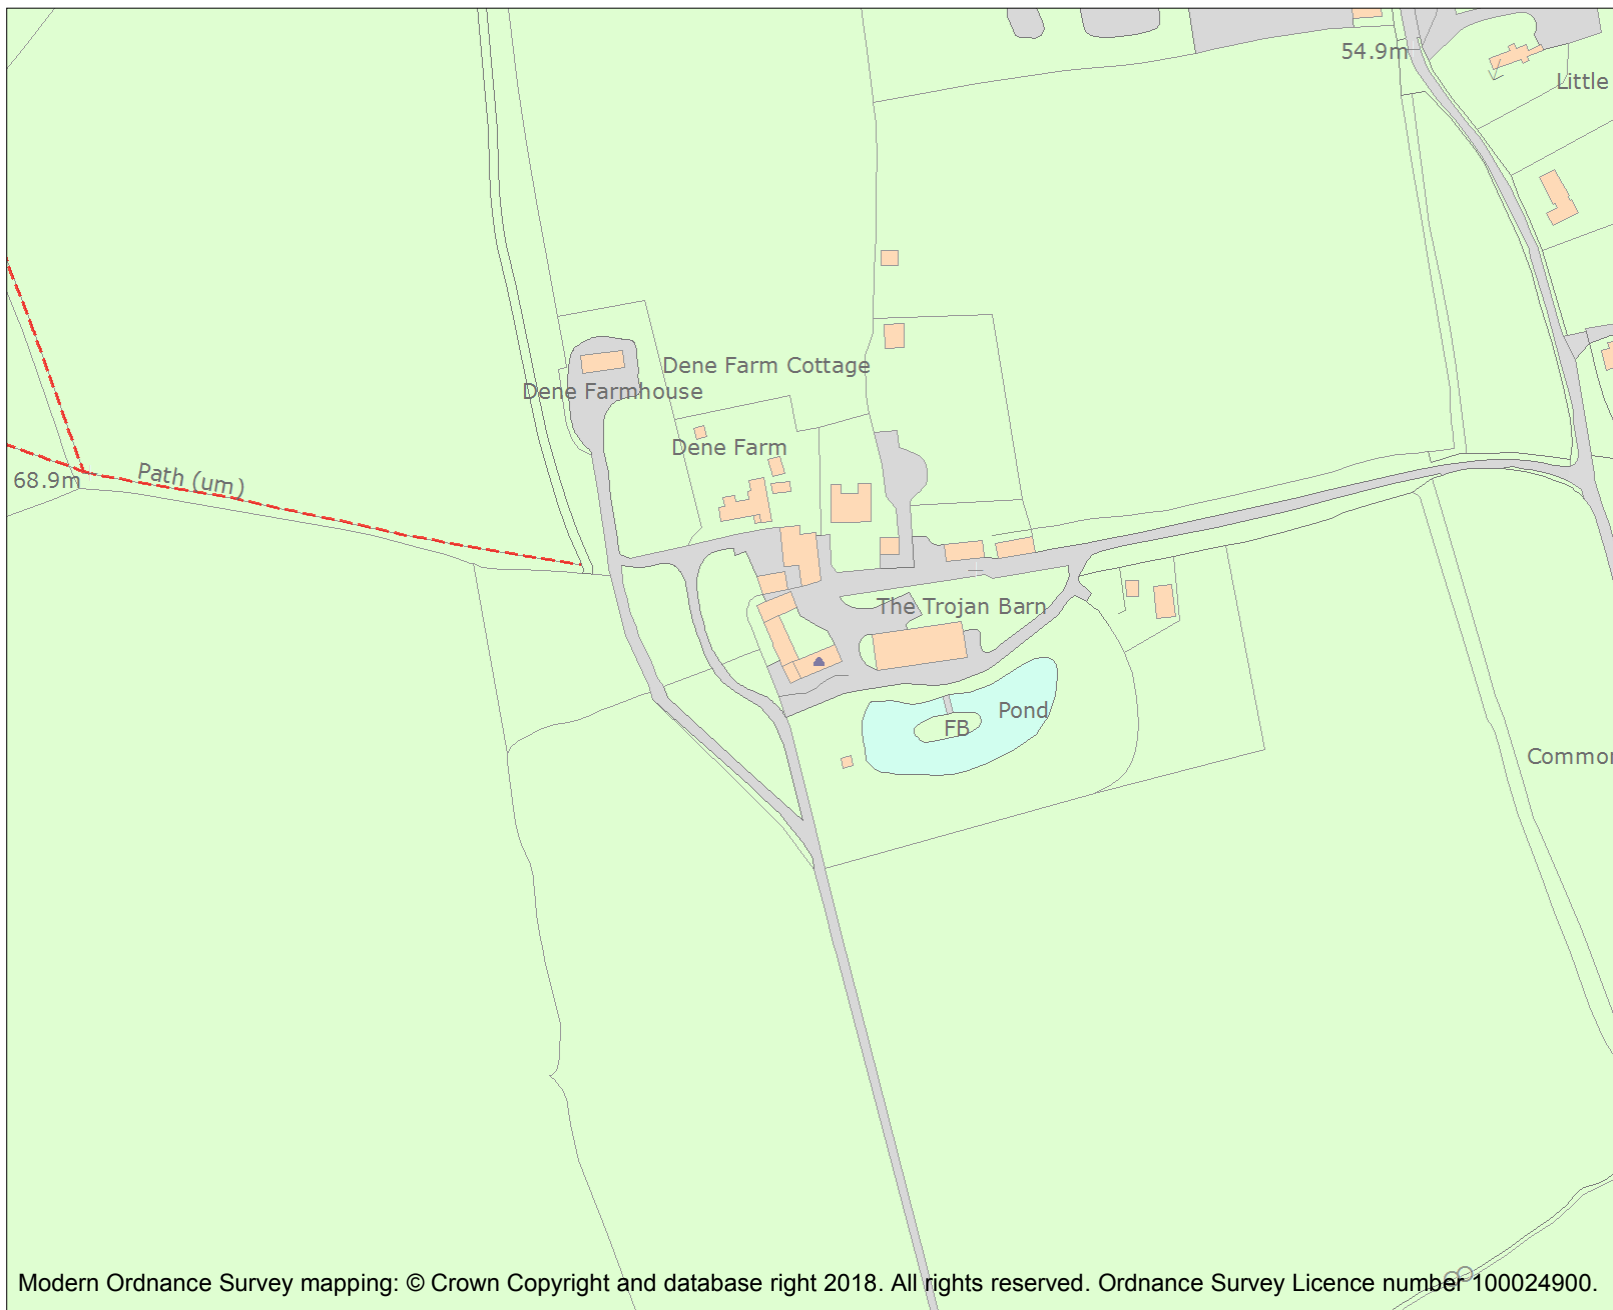 54.9m
Little
Dene Farm Cottage
Dene Farmhouse
Dene Farm
68.9m
Path (um)
The Trojan Barn
Pond
FB
Common
Modern Ordnance Survey mapping: © Crown Copyright and database right 2018. All rights reserved. Ordnance Survey Licence number 100024900.